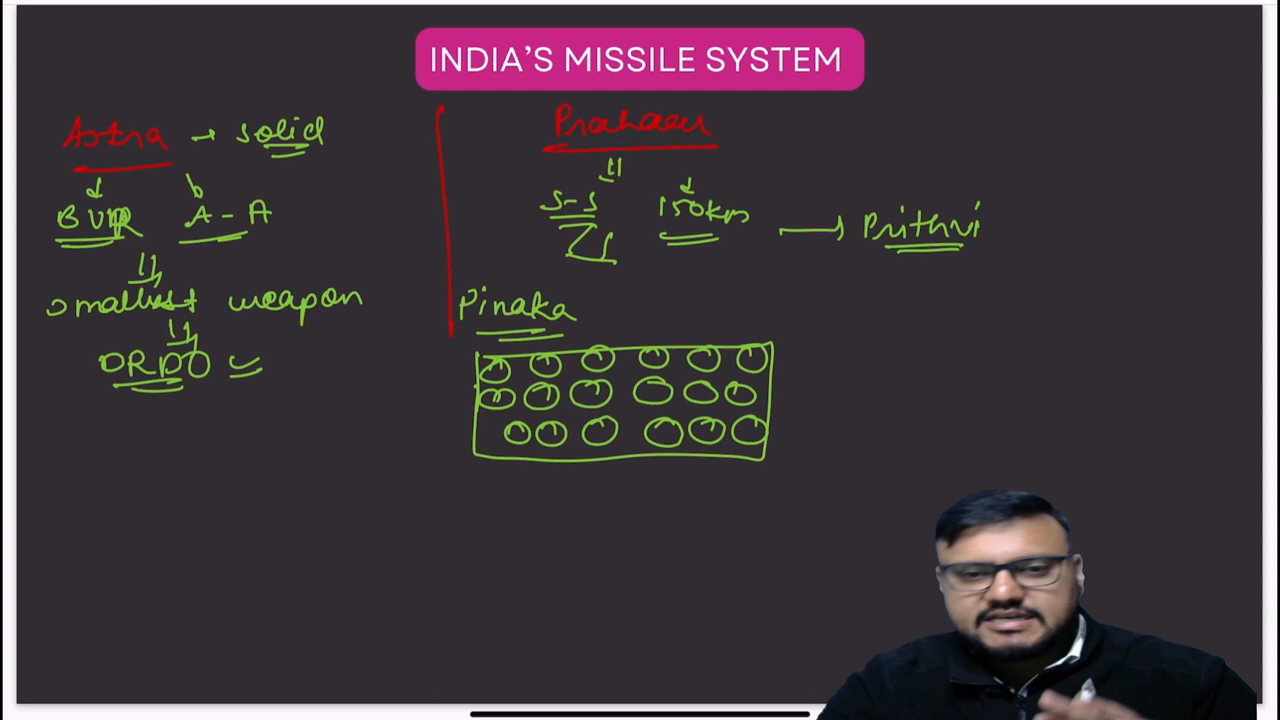 INDIA'S MISSILE SYSTEM
Astra → solid
BVR A-A
smallest weapon
DRDO
Prahaar
S-S 150km → Prithvi
Pinaka